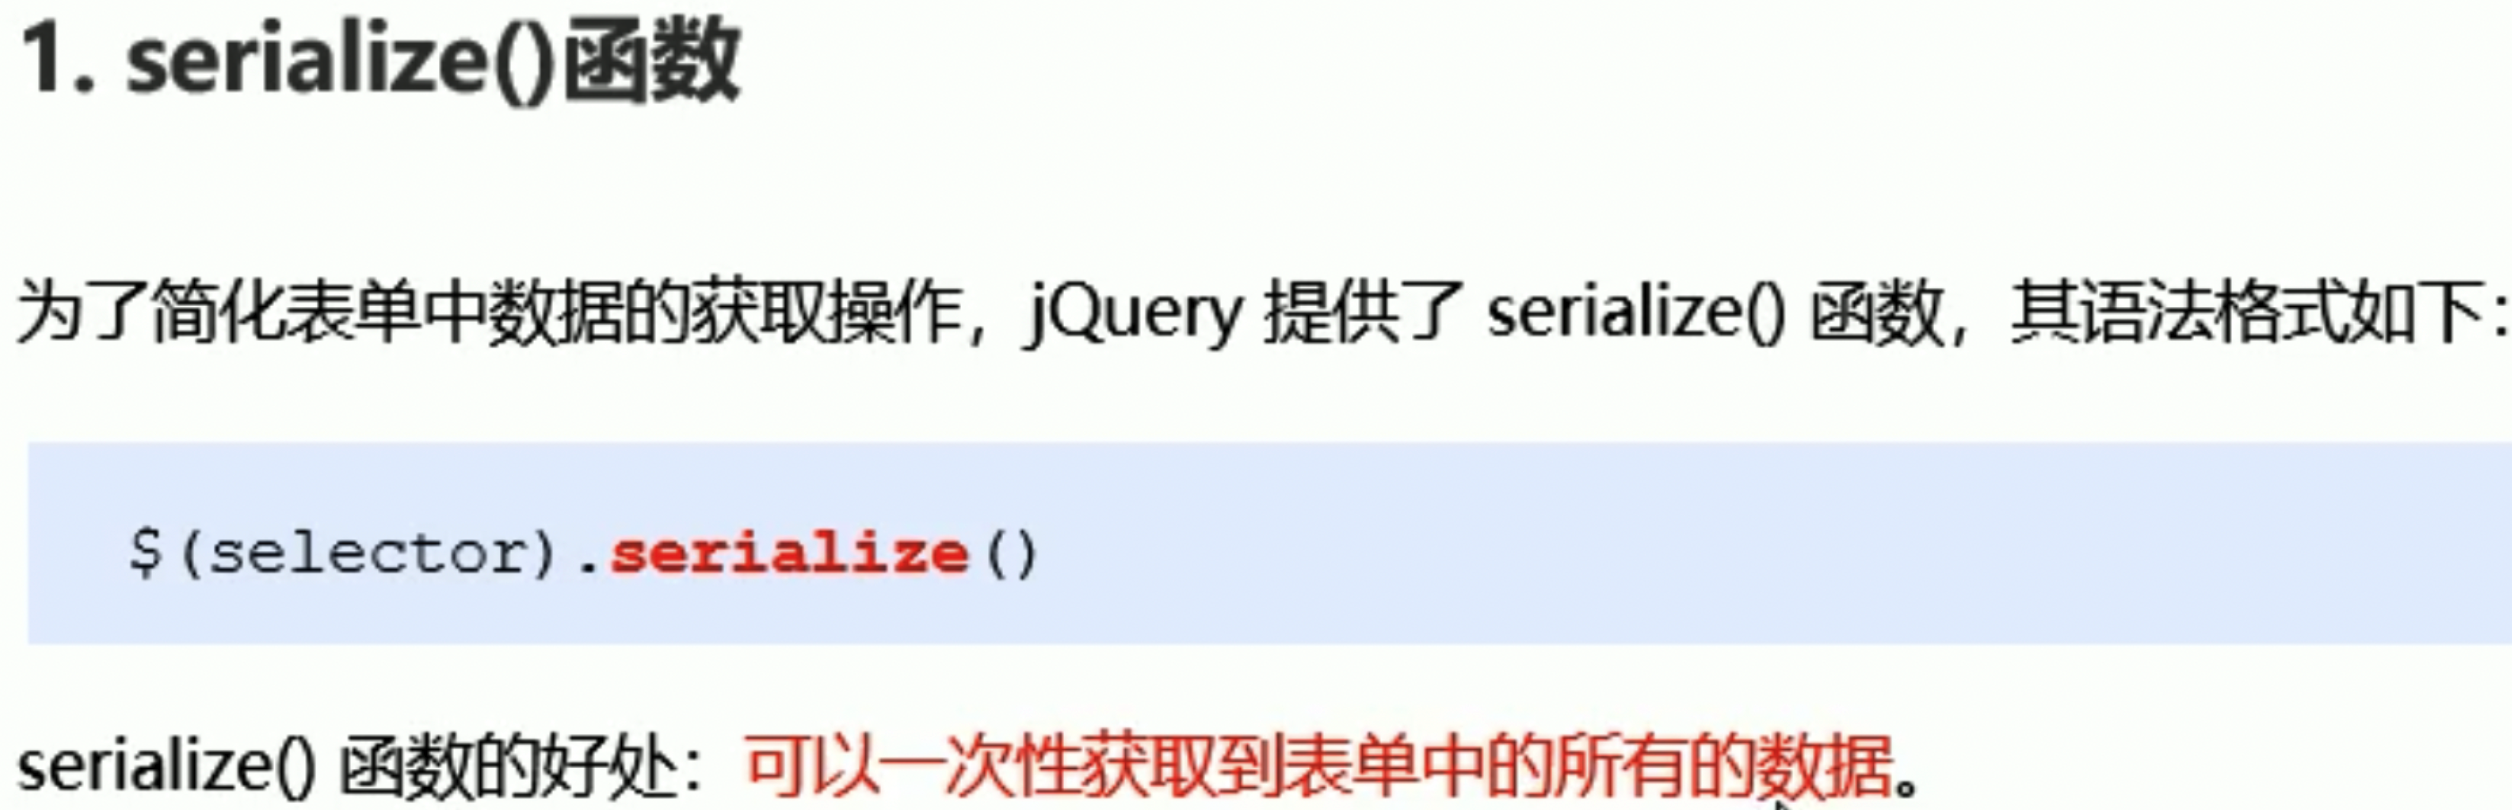 1. serialize()函数
为了简化表单中数据的获取操作，jQuery 提供了 serialize() 函数，其语法格式如下：
$(selector).serialize()
serialize() 函数的好处：可以一次性获取到表单中的所有的数据。